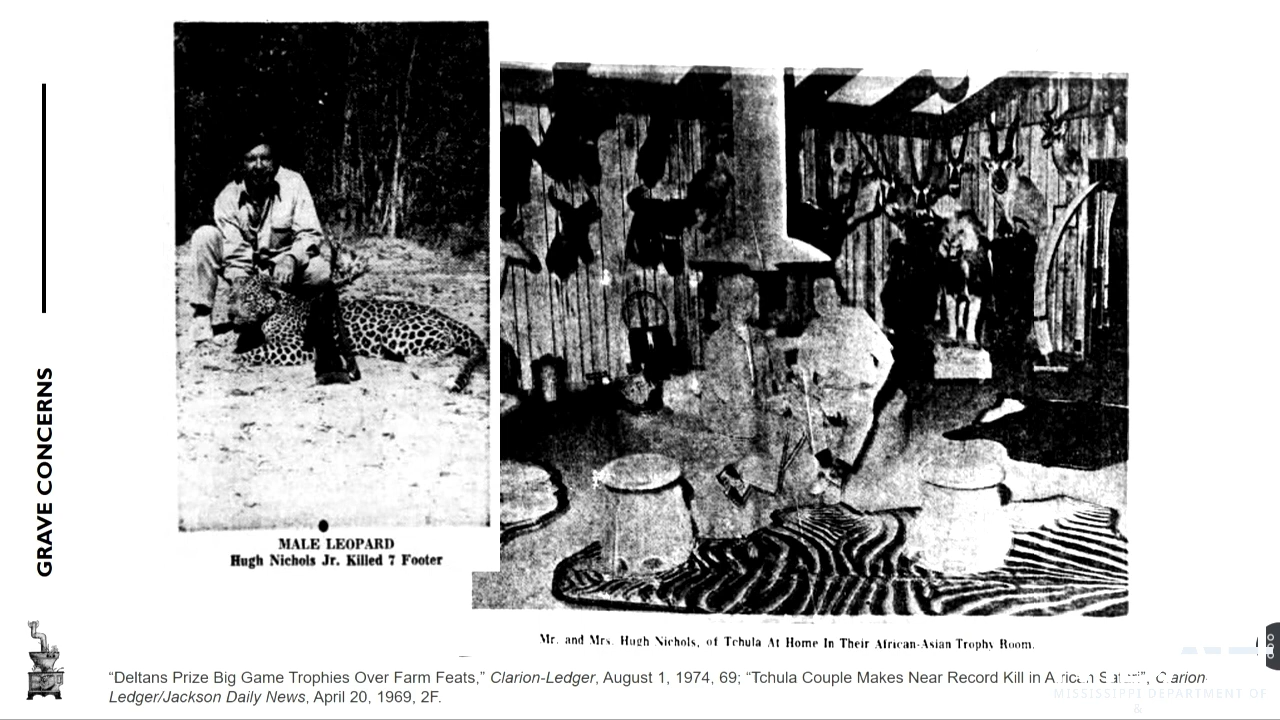 GRAVE CONCERNS
MALE LEOPARD
Hugh Nichols Jr. Killed 7 Footer
Mr. and Mrs. Hugh Nichols, of Tchula At Home In Their African-Asian Trophy Room.
“Deltans Prize Big Game Trophies Over Farm Feats,” Clarion-Ledger, August 1, 1974, 69; “Tchula Couple Makes Near Record Kill in African Safari”, Clarion-
Ledger/Jackson Daily News, April 20, 1969, 2F.
MISSISSIPPI DEPARTMENT OF
&